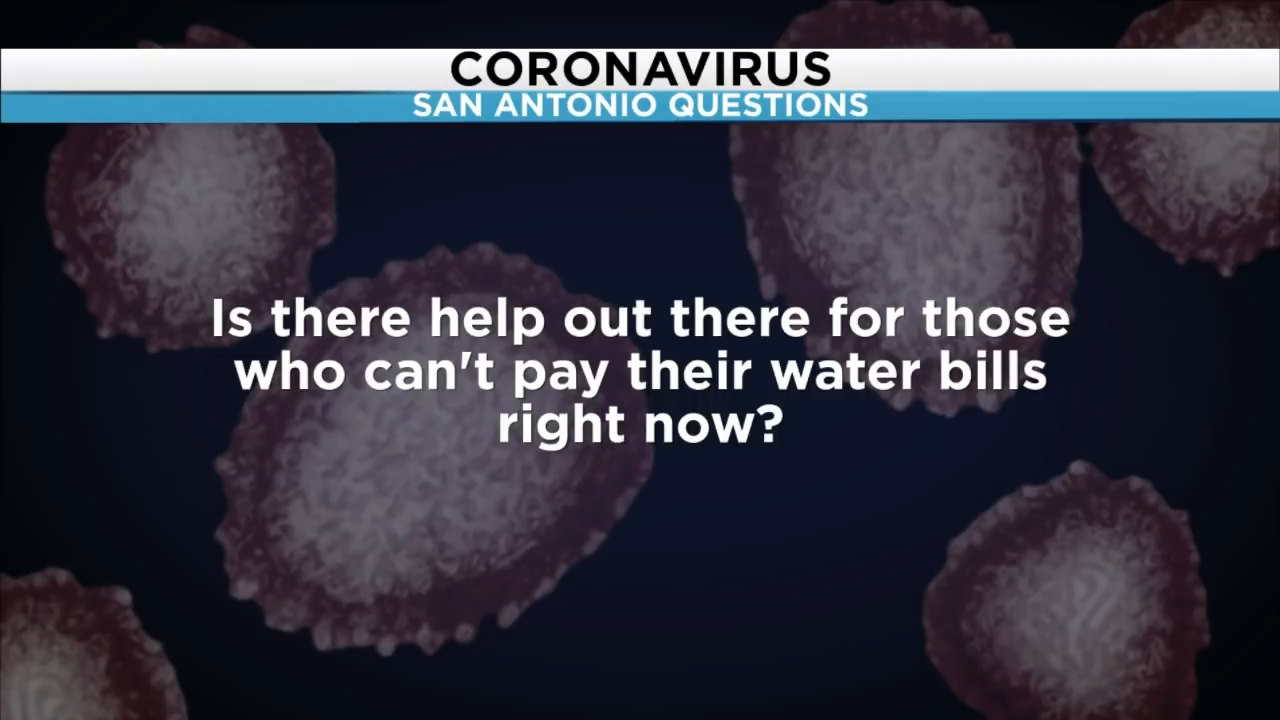 CORONAVIRUS
SAN ANTONIO QUESTIONS
Is there help out there for those
who can't pay their water bills
right now?